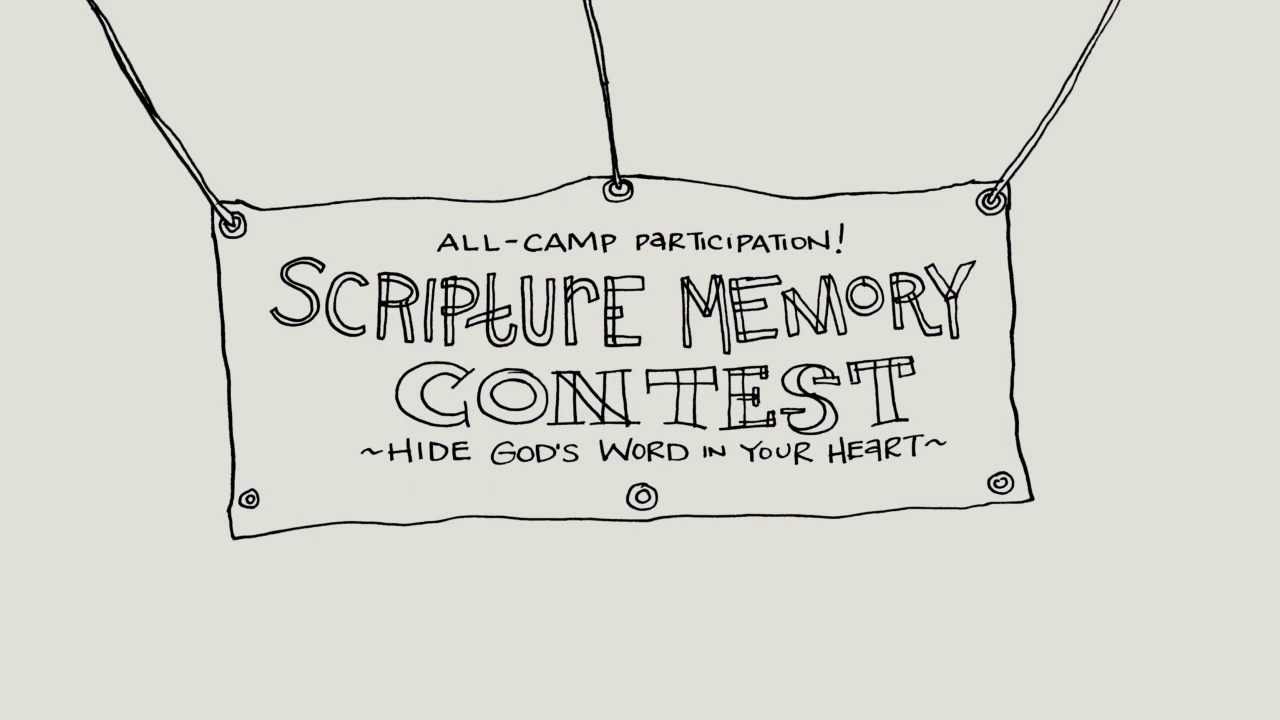 ALL-CAMP PARTICIPATION!
SCRIPTURE MEMORY
CONTEST
~HIDE GOD'S WORD IN YOUR HEART~